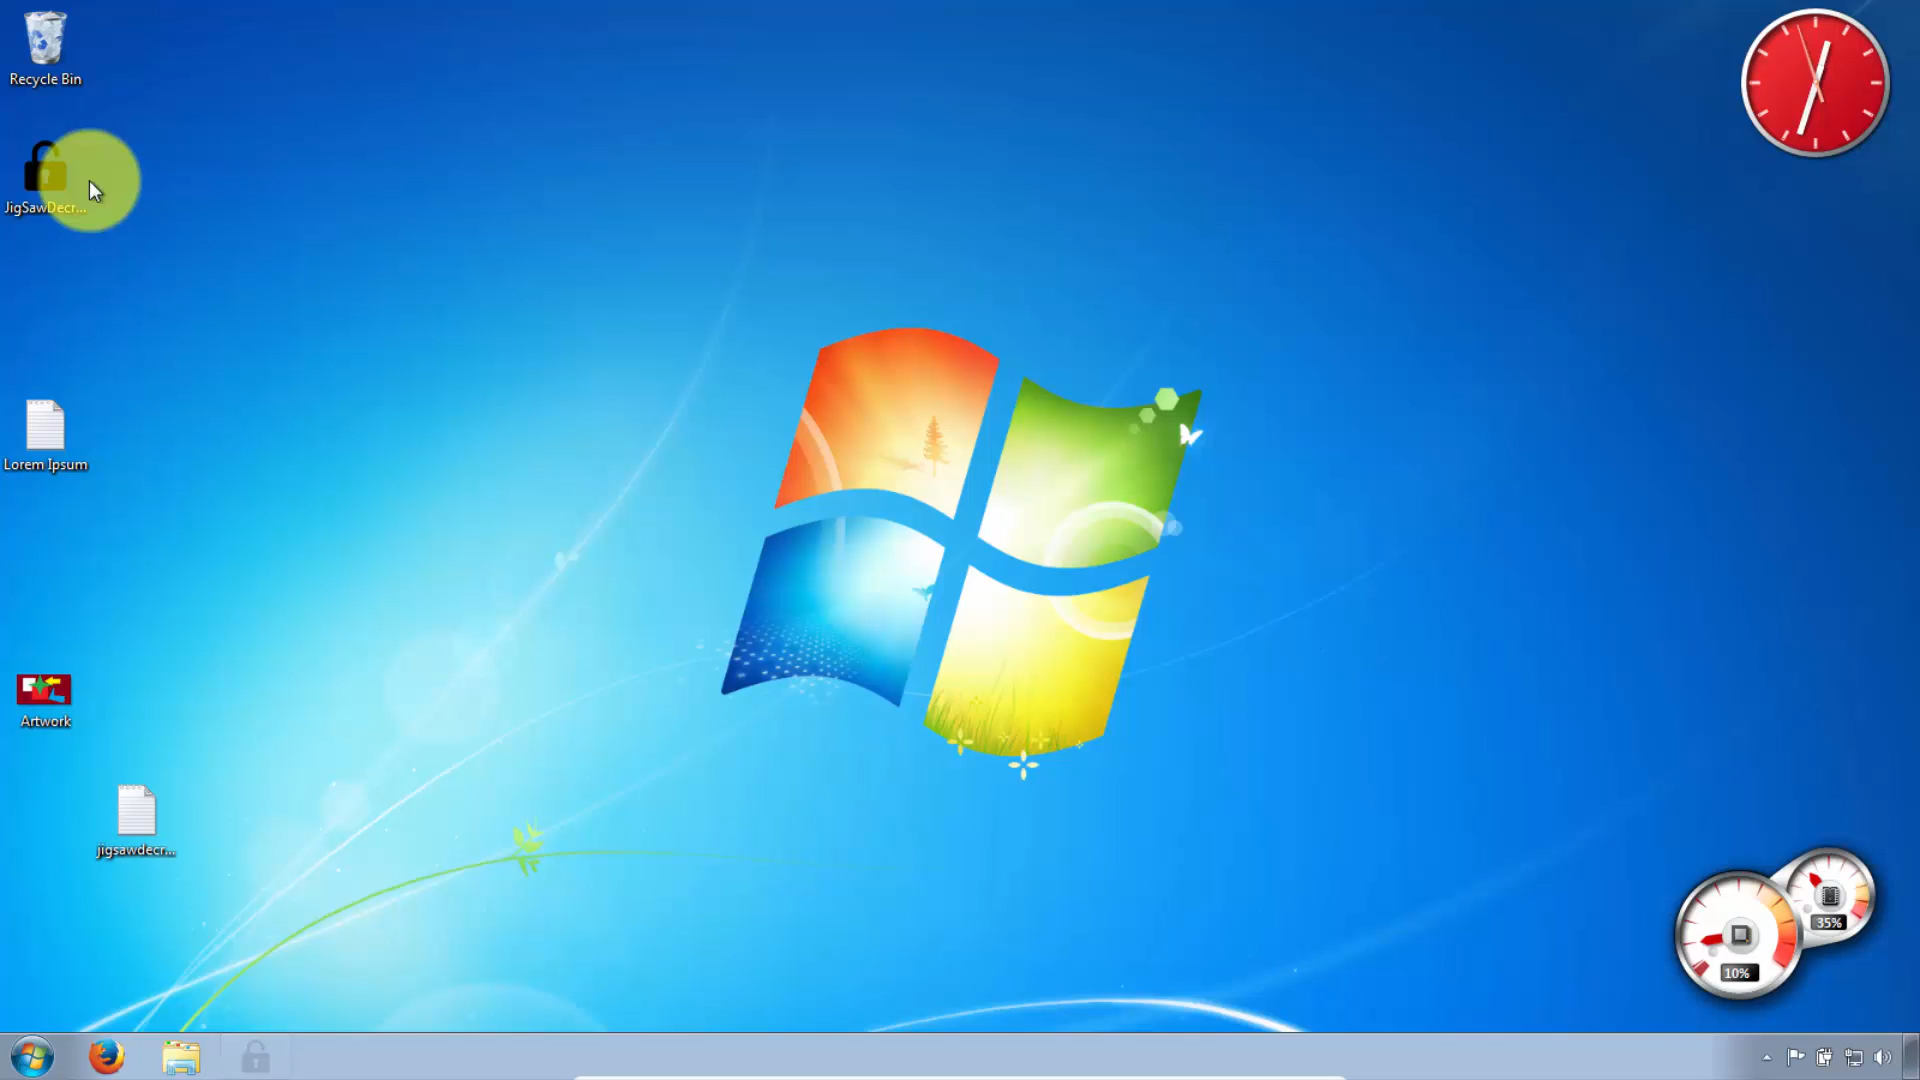 Recycle Bin
JigSawDecr...
Lorem Ipsum
Artwork
jigsawdecr...
35%
10%